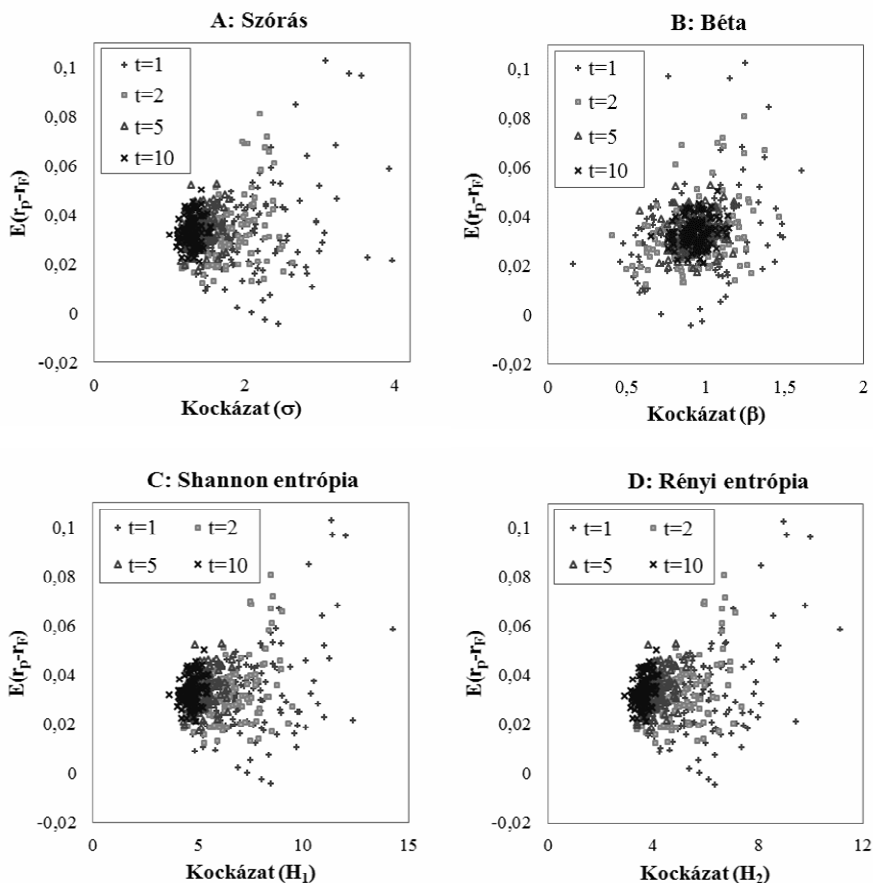 A: Szórás
0,1
0,08
0,06
0,04
0,02
0
-0,02
E(rp-rF)
t=1
t=2
t=5
t=10
0
2
4
Kockázat (σ)
B: Béta
0,1
0,08
0,06
0,04
0,02
0
-0,02
E(rp-rF)
t=1
t=2
t=5
t=10
0
0,5
1
1,5
2
Kockázat (β)
C: Shannon entrópia
0,1
0,08
0,06
0,04
0,02
0
-0,02
E(rp-rF)
t=1 t=2
t=5 t=10
0
5
10
15
Kockázat (H1)
D: Rényi entrópia
0,1
0,08
0,06
0,04
0,02
0
-0,02
E(rp-rF)
t=1 t=2
t=5 t=10
0
4
8
12
Kockázat (H2)